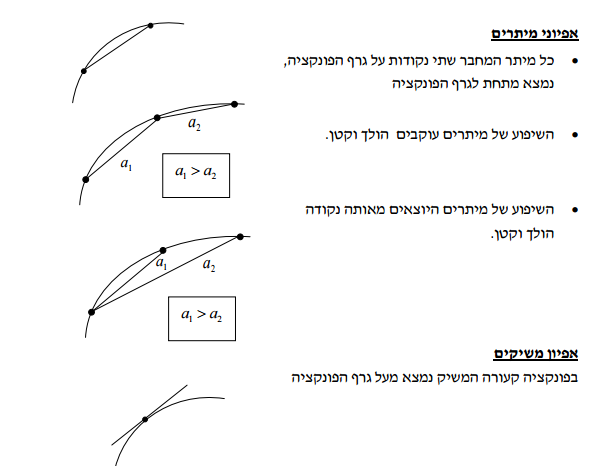 אפיוני מיתרים
• כל מיתר המחבר שתי נקודות על גרף הפונקציה,
נמצא מתחת לגרף הפונקציה
a₂
• השיפוע של מיתרים עוקבים הולך וקטן.
a₁
a₁ > a₂
• השיפוע של מיתרים היוצאים מאותה נקודה
הולך וקטן.
a₁
a₂
a₁ > a₂
אפיון משיקים
בפונקציה קעורה המשיק נמצא מעל גרף הפונקציה